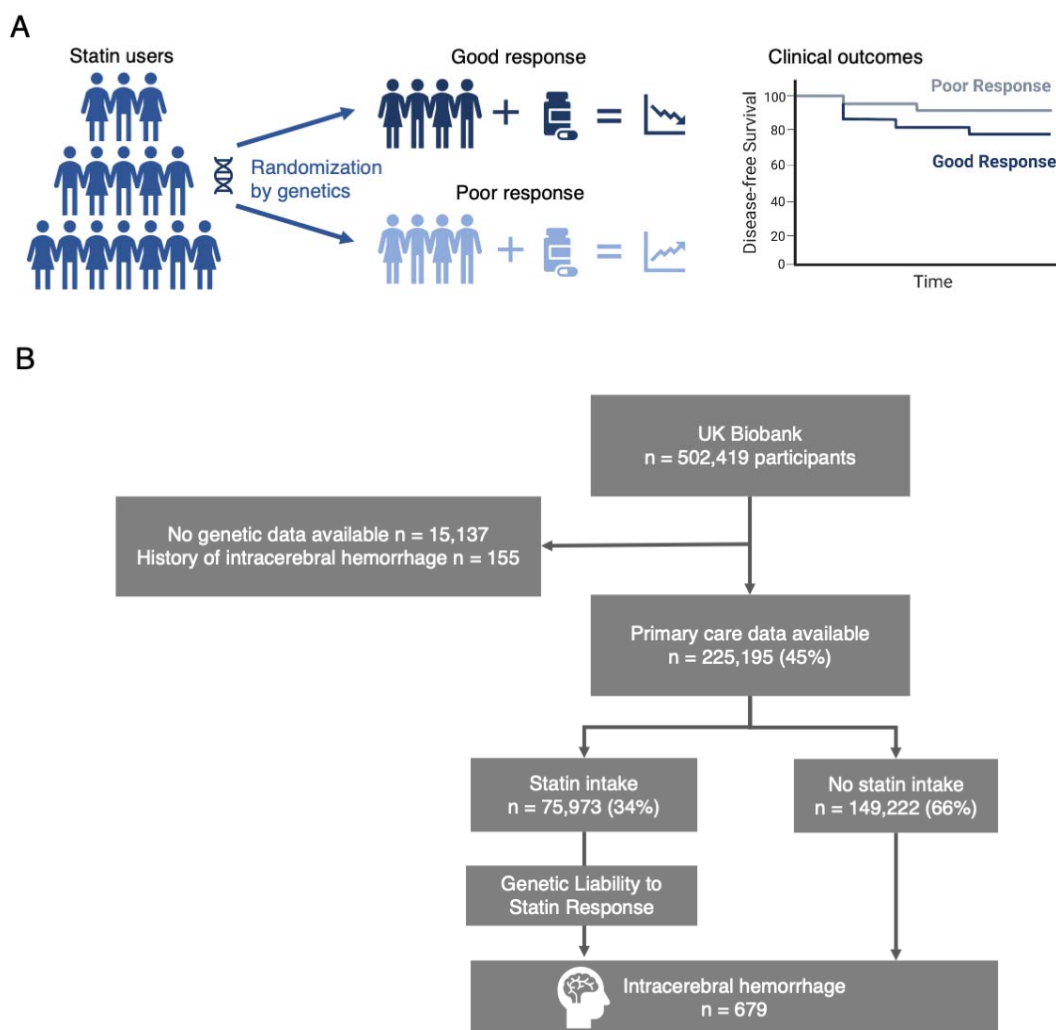 A
Statin users
Good response
Clinical outcomes
Randomization
by genetics
+
=
Poor response
+
=
Disease-free Survival
100
80
60
40
20
0
Poor Response
Good Response
Time
B
UK Biobank
n = 502,419 participants
No genetic data available n = 15,137
History of intracerebral hemorrhage n = 155
Primary care data available
n = 225,195 (45%)
Statin intake
n = 75,973 (34%)
No statin intake
n = 149,222 (66%)
Genetic Liability to
Statin Response
Intracerebral hemorrhage
n = 679